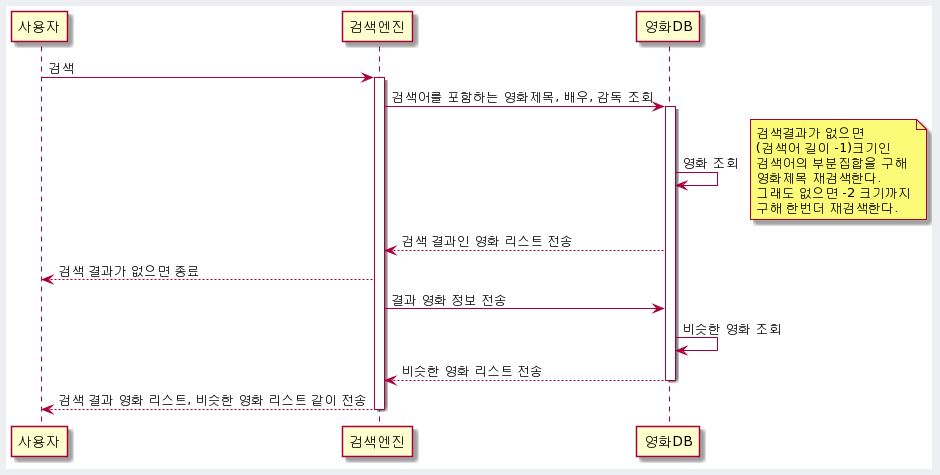 사용자
검색엔진
영화DB
검색
검색어를 포함하는 영화제목, 배우, 감독 조회
검색결과가 없으면
(검색어 길이 -1)크기인
검색어의 부분집합을 구해
영화제목 재검색한다.
그래도 없으면 -2 크기까지
구해 한번더 재검색한다.
영화 조회
검색 결과인 영화 리스트 전송
검색 결과가 없으면 종료
결과 영화 정보 전송
비슷한 영화 조회
비슷한 영화 리스트 전송
검색 결과 영화 리스트, 비슷한 영화 리스트 같이 전송
사용자
검색엔진
영화DB